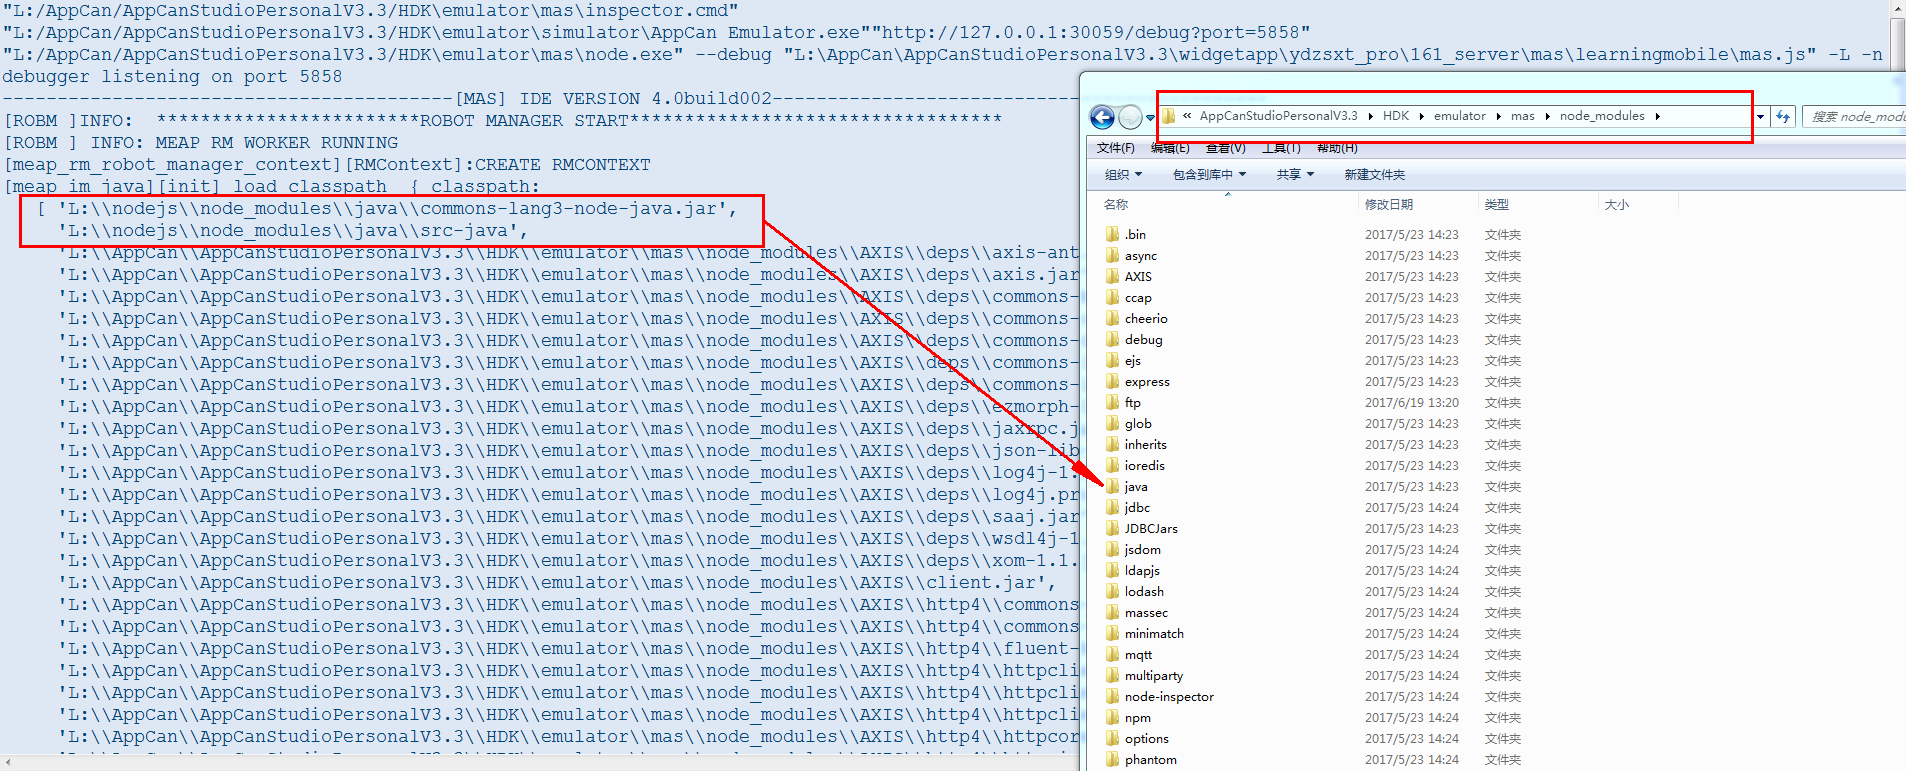 "L:/AppCan/AppCanStudioPersonalV3.3/HDK\emulator\mas\inspector.cmd"
"L:/AppCan/AppCanStudioPersonalV3.3/HDK\emulator\simulator\AppCan Emulator.exe""http://127.0.0.1:30059/debug?port=5858"
"L:/AppCan/AppCanStudioPersonalV3.3/HDK\emulator\mas\node.exe" --debug "L:\AppCan\AppCanStudioPersonalV3.3\widgetapp\ydzsxt_pro\161_server\mas\learningmobile\mas.js" -L -n
debugger listening on port 5858
-----------------------------------------[MAS] IDE VERSION 4.0build002----------------------------
[ROBM ]INFO:  ************************ROBOT MANAGER START**********************************
[ROBM ] INFO: MEAP RM WORKER RUNNING
[meap_rm_robot_manager_context][RMContext]:CREATE RMCONTEXT
[meap_im_java][init] load classpath  { classpath:
[ 'L:\\nodejs\\node_modules\\java\\commons-lang3-node-java.jar',
'L:\\nodejs\\node_modules\\java\\src-java',
'L:\\AppCan\\AppCanStudioPersonalV3.3\\HDK\\emulator\\mas\\node_modules\\AXIS\\deps\\axis-ant
'L:\\AppCan\\AppCanStudioPersonalV3.3\\HDK\\emulator\\mas\\node_modules\\AXIS\\deps\\axis.jar
'L:\\AppCan\\AppCanStudioPersonalV3.3\\HDK\\emulator\\mas\\node_modules\\AXIS\\deps\\commons-
'L:\\AppCan\\AppCanStudioPersonalV3.3\\HDK\\emulator\\mas\\node_modules\\AXIS\\deps\\commons-
'L:\\AppCan\\AppCanStudioPersonalV3.3\\HDK\\emulator\\mas\\node_modules\\AXIS\\deps\\commons-
'L:\\AppCan\\AppCanStudioPersonalV3.3\\HDK\\emulator\\mas\\node_modules\\AXIS\\deps\\commons-
'L:\\AppCan\\AppCanStudioPersonalV3.3\\HDK\\emulator\\mas\\node_modules\\AXIS\\deps\\commons-
'L:\\AppCan\\AppCanStudioPersonalV3.3\\HDK\\emulator\\mas\\node_modules\\AXIS\\deps\\ezmorph-
'L:\\AppCan\\AppCanStudioPersonalV3.3\\HDK\\emulator\\mas\\node_modules\\AXIS\\deps\\jaxrpc.j
'L:\\AppCan\\AppCanStudioPersonalV3.3\\HDK\\emulator\\mas\\node_modules\\AXIS\\deps\\json-lib
'L:\\AppCan\\AppCanStudioPersonalV3.3\\HDK\\emulator\\mas\\node_modules\\AXIS\\deps\\log4j-1.
'L:\\AppCan\\AppCanStudioPersonalV3.3\\HDK\\emulator\\mas\\node_modules\\AXIS\\deps\\log4j.pr
'L:\\AppCan\\AppCanStudioPersonalV3.3\\HDK\\emulator\\mas\\node_modules\\AXIS\\deps\\saaj.jar
'L:\\AppCan\\AppCanStudioPersonalV3.3\\HDK\\emulator\\mas\\node_modules\\AXIS\\deps\\wsdl4j-1
'L:\\AppCan\\AppCanStudioPersonalV3.3\\HDK\\emulator\\mas\\node_modules\\AXIS\\deps\\xom-1.1.
'L:\\AppCan\\AppCanStudioPersonalV3.3\\HDK\\emulator\\mas\\node_modules\\AXIS\\client.jar',
'L:\\AppCan\\AppCanStudioPersonalV3.3\\HDK\\emulator\\mas\\node_modules\\AXIS\\http4\\commons
'L:\\AppCan\\AppCanStudioPersonalV3.3\\HDK\\emulator\\mas\\node_modules\\AXIS\\http4\\commons
'L:\\AppCan\\AppCanStudioPersonalV3.3\\HDK\\emulator\\mas\\node_modules\\AXIS\\http4\\fluent-
'L:\\AppCan\\AppCanStudioPersonalV3.3\\HDK\\emulator\\mas\\node_modules\\AXIS\\http4\\httpcli
'L:\\AppCan\\AppCanStudioPersonalV3.3\\HDK\\emulator\\mas\\node_modules\\AXIS\\http4\\httpcli
'L:\\AppCan\\AppCanStudioPersonalV3.3\\HDK\\emulator\\mas\\node_modules\\AXIS\\http4\\httpcli
'L:\\AppCan\\AppCanStudioPersonalV3.3\\HDK\\emulator\\mas\\node_modules\\AXIS\\http4\\httpcor
« AppCanStudioPersonalV3.3 ▸ HDK ▸ emulator ▸ mas ▸ node_modules ▸
搜索 node_modu
文件(F) 编辑(E) 查看(V) 工具(T) 帮助(H)
组织 包含到库中 共享 新建文件夹
名称 修改日期 类型 大小
.bin 2017/5/23 14:23 文件夹
async 2017/5/23 14:23 文件夹
AXIS 2017/5/23 14:23 文件夹
ccap 2017/5/23 14:23 文件夹
cheerio 2017/5/23 14:23 文件夹
debug 2017/5/23 14:23 文件夹
ejs 2017/5/23 14:23 文件夹
express 2017/5/23 14:23 文件夹
ftp 2017/6/19 13:20 文件夹
glob 2017/5/23 14:23 文件夹
inherits 2017/5/23 14:23 文件夹
ioredis 2017/5/23 14:23 文件夹
java 2017/5/23 14:23 文件夹
jdbc 2017/5/23 14:24 文件夹
JDBCJars 2017/5/23 14:23 文件夹
jsdom 2017/5/23 14:24 文件夹
ldapjs 2017/5/23 14:24 文件夹
lodash 2017/5/23 14:24 文件夹
massec 2017/5/23 14:24 文件夹
minimatch 2017/5/23 14:24 文件夹
mqtt 2017/5/23 14:24 文件夹
multiparty 2017/5/23 14:24 文件夹
node-inspector 2017/5/23 14:24 文件夹
npm 2017/5/23 14:24 文件夹
options 2017/5/23 14:24 文件夹
phantom 2017/5/23 14:24 文件夹